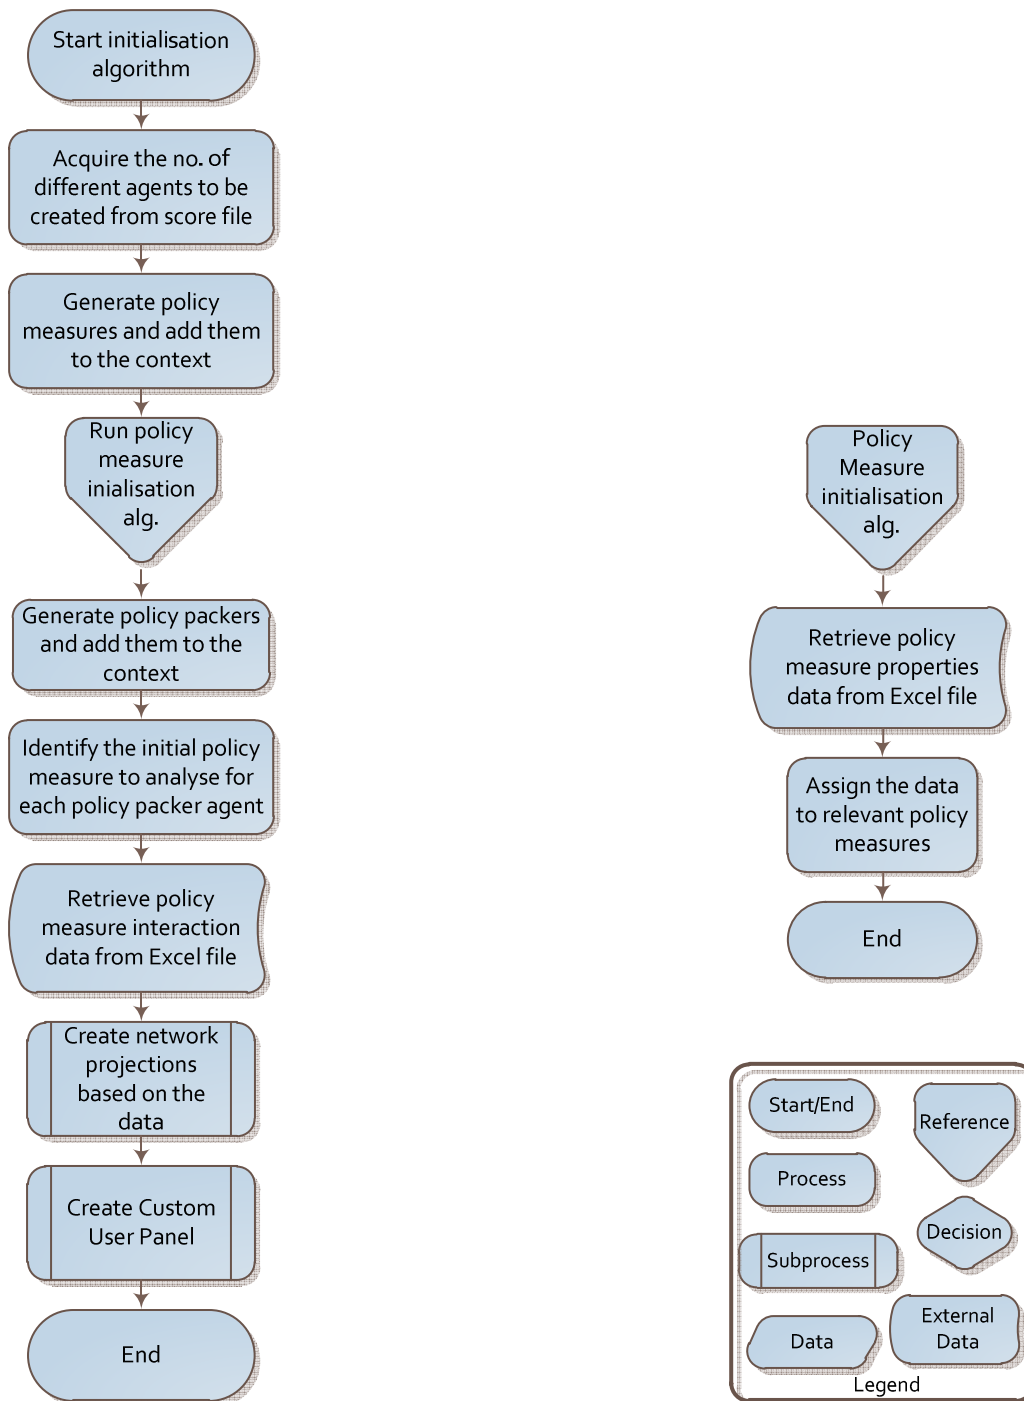 Start initialisation
algorithm
Acquire the no. of
different agents to be
created from score file
Generate policy
measures and add them
to the context
Run policy
measure
inialisation
alg.
Generate policy packers
and add them to the
context
Identify the initial policy
measure to analyse for
each policy packer agent
Retrieve policy
measure interaction
data from Excel file
Create network
projections
based on the
data
Create Custom
User Panel
End
Policy
Measure
initialisation
alg.
Retrieve policy
measure properties
data from Excel file
Assign the data
to relevant policy
measures
End
Start/End
Reference
Process
Decision
Subprocess
External
Data
Data
Legend